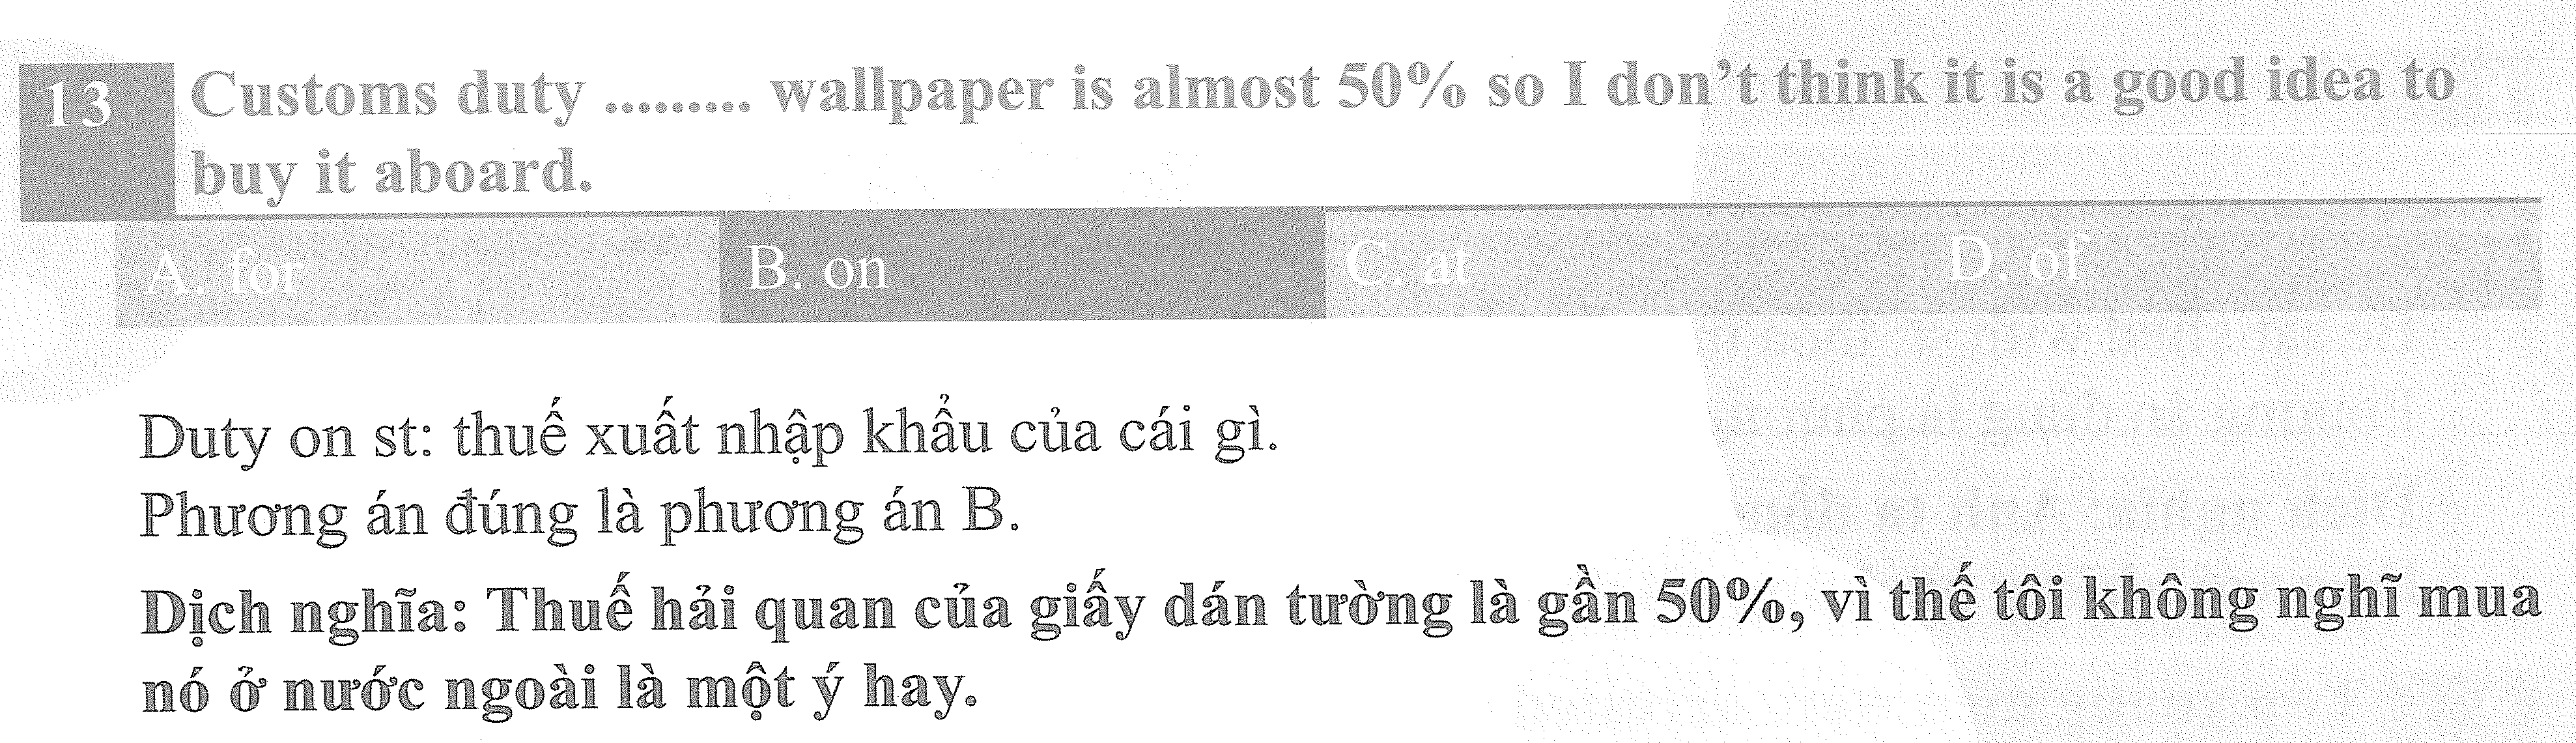 13 Customs duty ......... wallpaper is almost 50% so I don't think it is a good idea to
buy it aboard.
A. for B. on C. at D. of
Duty on st: thuế xuất nhập khẩu của cái gì.
Phương án đúng là phương án B.
Dịch nghĩa: Thuế hải quan của giấy dán tường là gần 50%, vì thế tôi không nghĩ mua
nó ở nước ngoài là một ý hay.